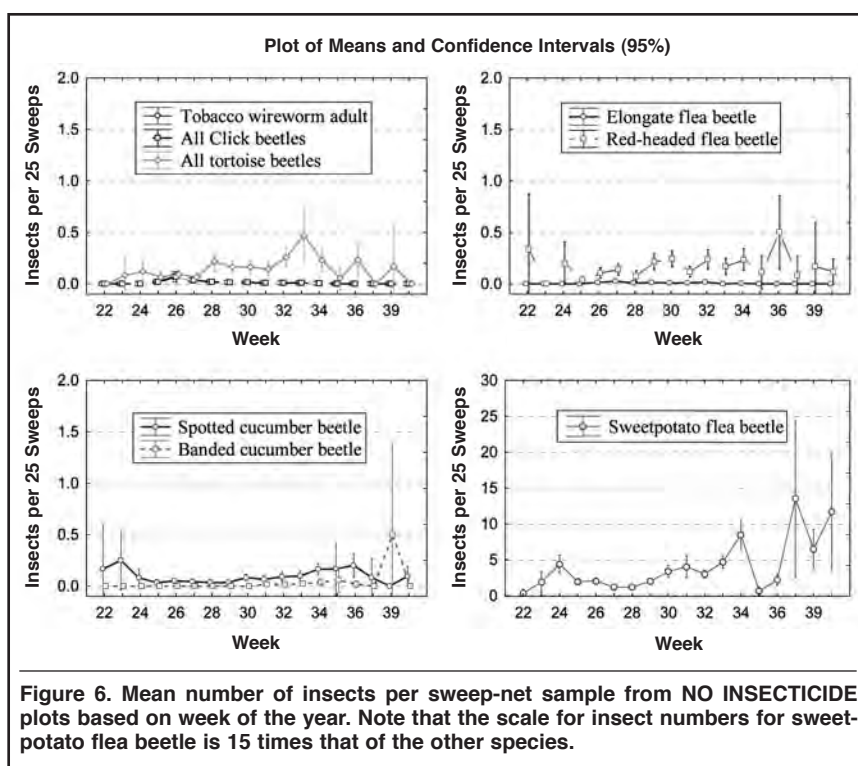 Plot of Means and Confidence Intervals (95%)
Insects per 25 Sweeps
2.0
1.5
1.0
0.5
0.0
Tobacco wireworm adult
All Click beetles
All tortoise beetles
22 24 26 28 30 32 34 36 39
Week
Insects per 25 Sweeps
2.0
1.5
1.0
0.5
0.0
Elongate flea beetle
Red-headed flea beetle
22 24 26 28 30 32 34 36 39
Week
Insects per 25 Sweeps
2.0
1.5
1.0
0.5
0.0
Spotted cucumber beetle
Banded cucumber beetle
22 24 26 28 30 32 34 36 39
Week
Insects per 25 Sweeps
30
25
20
15
10
5
0
Sweetpotato flea beetle
22 24 26 28 30 32 34 36 39
Week
Figure 6. Mean number of insects per sweep-net sample from NO INSECTICIDE
plots based on week of the year. Note that the scale for insect numbers for sweet-
potato flea beetle is 15 times that of the other species.